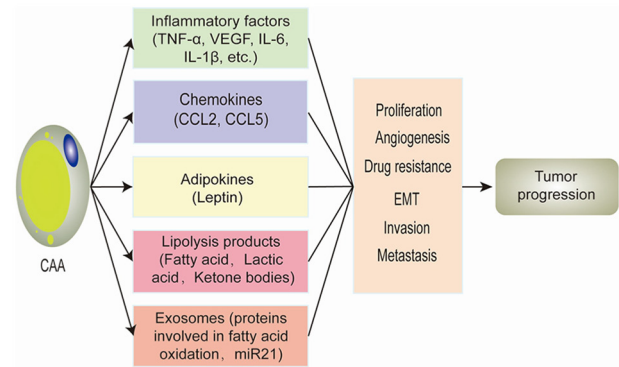 CAA
Inflammatory factors
(TNF-α, VEGF, IL-6,
IL-1β, etc.)
Chemokines
(CCL2, CCL5)
Adipokines
(Leptin)
Lipolysis products
(Fatty acid，Lactic
acid，Ketone bodies)
Exosomes (proteins
involved in fatty acid
oxidation，miR21)
Proliferation
Angiogenesis
Drug resistance
EMT
Invasion
Metastasis
Tumor
progression